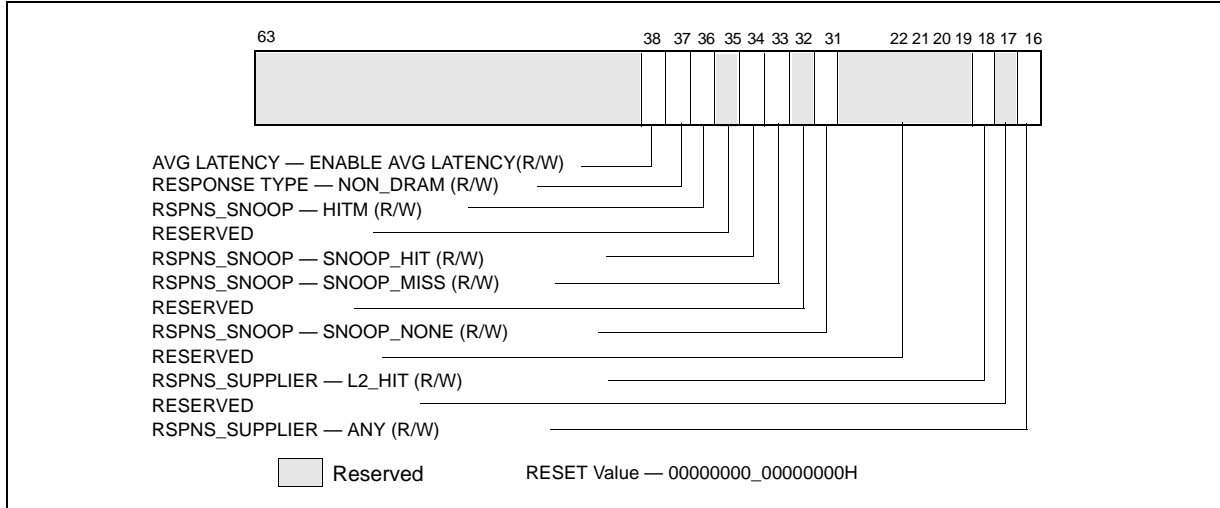 63 38 37 36 35 34 33 32 31 22 21 20 19 18 17 16
AVG LATENCY — ENABLE AVG LATENCY(R/W)
RESPONSE TYPE — NON_DRAM (R/W)
RSPNS_SNOOP — HITM (R/W)
RESERVED
RSPNS_SNOOP — SNOOP_HIT (R/W)
RSPNS_SNOOP — SNOOP_MISS (R/W)
RESERVED
RSPNS_SNOOP — SNOOP_NONE (R/W)
RESERVED
RSPNS_SUPPLIER — L2_HIT (R/W)
RESERVED
RSPNS_SUPPLIER — ANY (R/W)
Reserved RESET Value — 00000000_00000000H